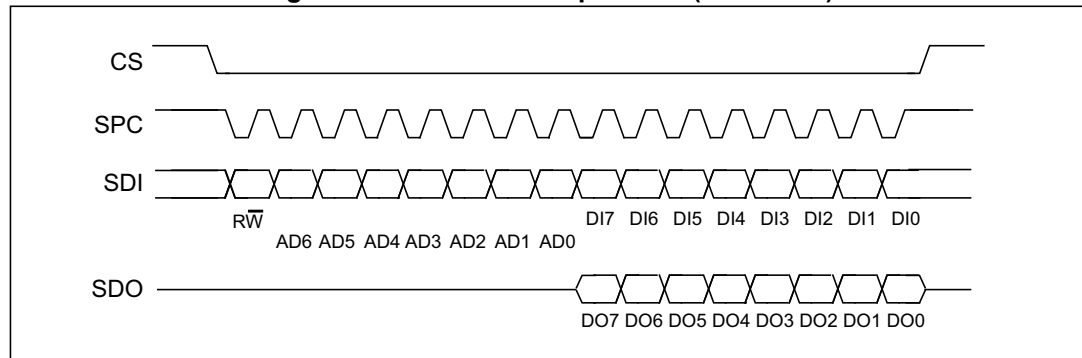 CS
SPC
SDI
RW̅
DI7 DI6 DI5 DI4 DI3 DI2 DI1 DI0
AD6 AD5 AD4 AD3 AD2 AD1 AD0
SDO
DO7 DO6 DO5 DO4 DO3 DO2 DO1 DO0